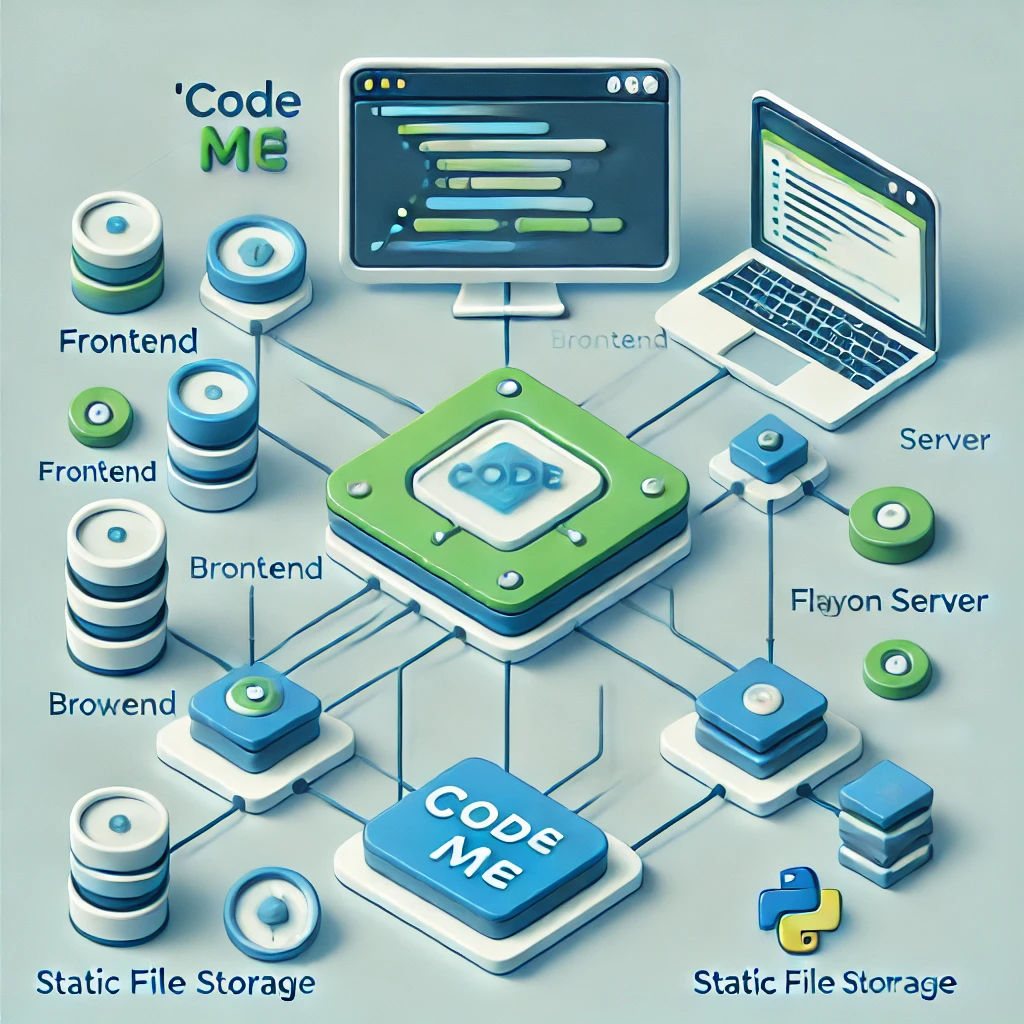 'Code
ME
Frontend
Brontend
Server
Frontend
CODE
Brontend
Flayon Server
Browend
CODE
ME
Static File Storage
Static File Storage